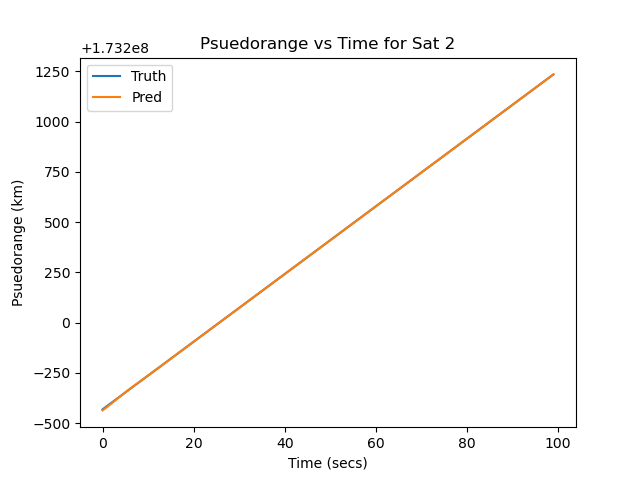 Psuedorange vs Time for Sat 2
+1.732e8
Truth
Pred
1250
1000
750
500
250
0
−250
−500
Psuedorange (km)
0 20 40 60 80 100
Time (secs)